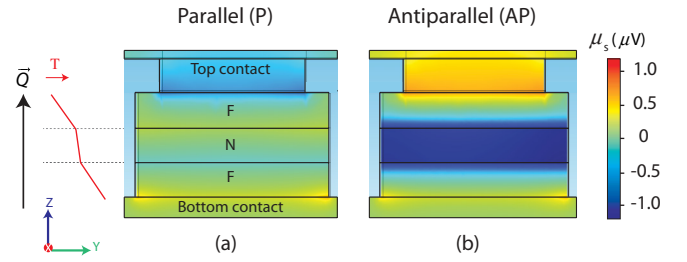 Parallel (P)
Antiparallel (AP)
μs (μV)
Q
T
Top contact
F
N
F
Bottom contact
1.0
0.5
0
-0.5
-1.0
Z
X
Y
(a)
(b)